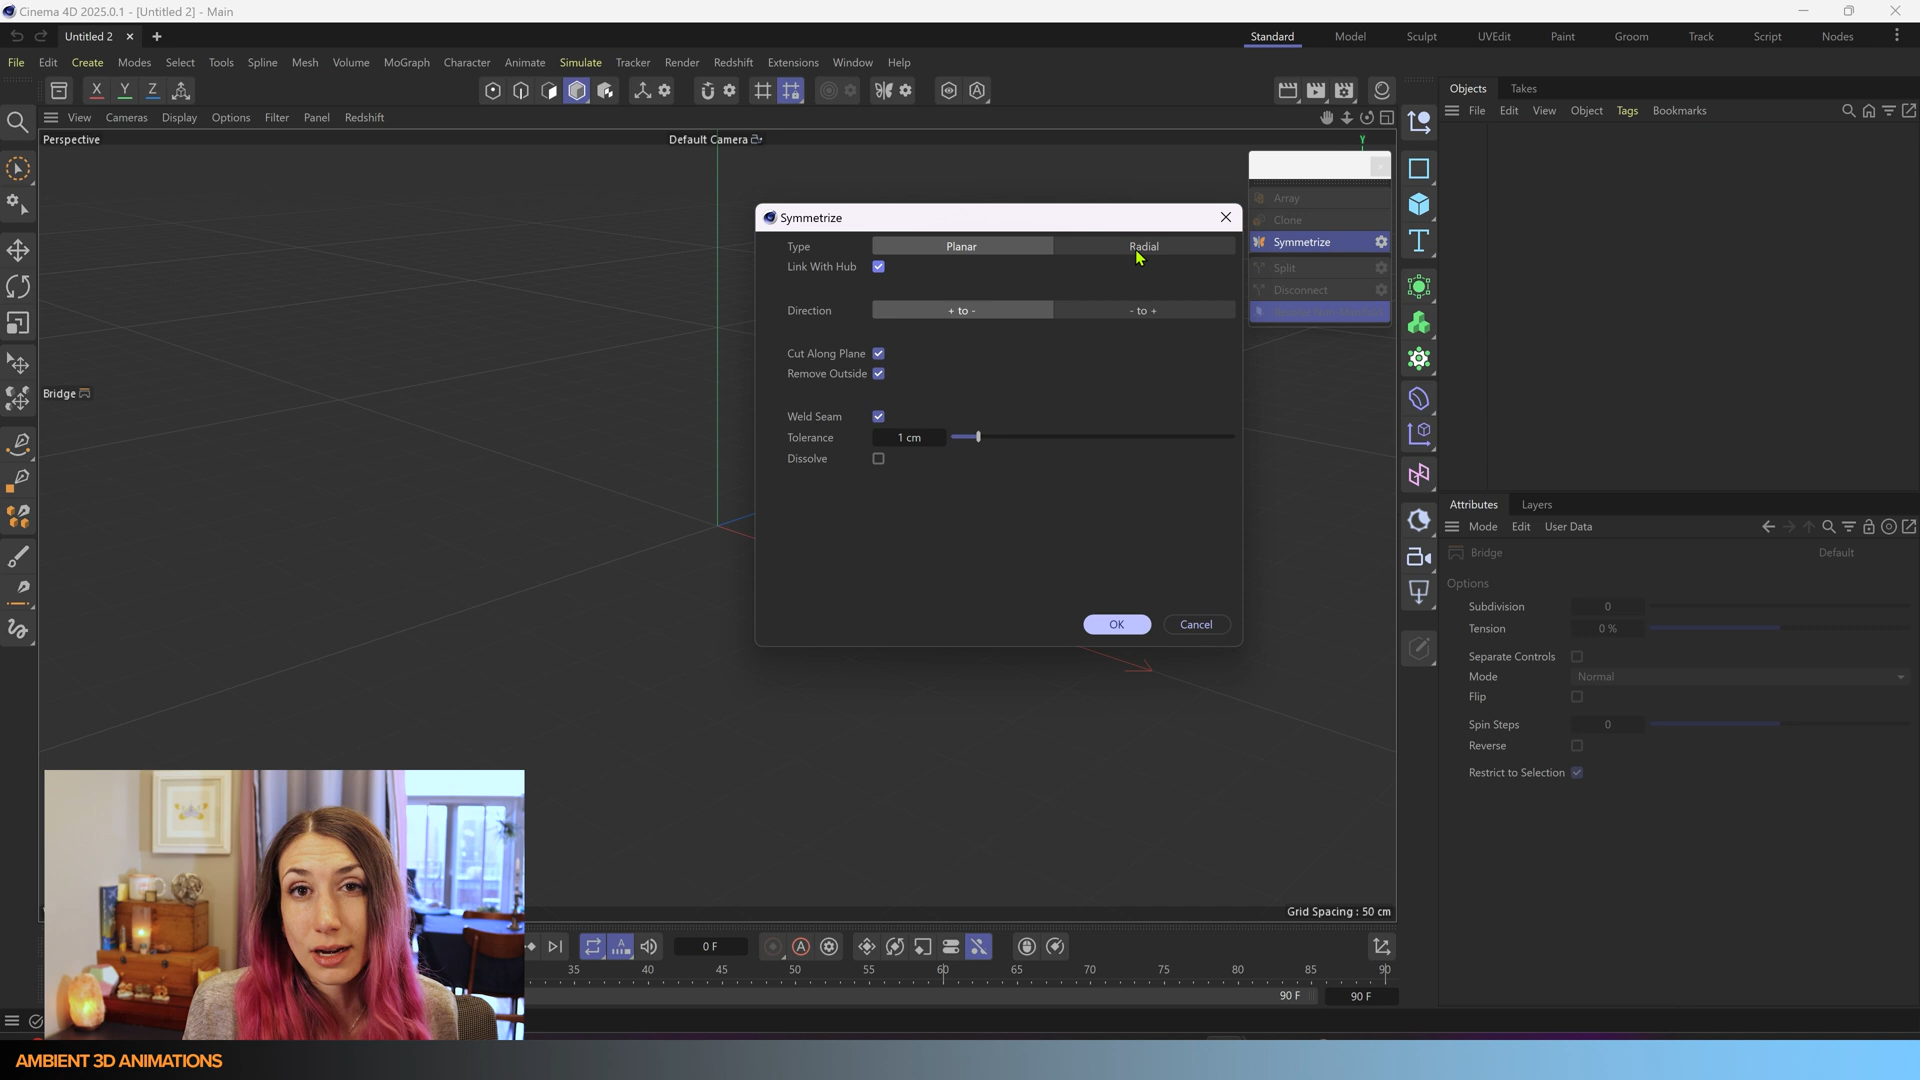 Cinema 4D 2025.0.1 - [Untitled 2] - Main
Untitled 2
Standard Model Sculpt UVEdit Paint Groom Track Script Nodes
File Edit Create Modes Select Tools Spline Mesh Volume MoGraph Character Animate Simulate Tracker Render Redshift Extensions Window Help
X Y Z
Objects Takes
File Edit View Object Tags Bookmarks
View Cameras Display Options Filter Panel Redshift
Perspective
Default Camera
Y
Array
Clone
Symmetrize
Split
Disconnect
Symmetrize
Type Planar Radial
Link With Hub
Direction + to - - to +
Cut Along Plane
Remove Outside
Weld Seam
Tolerance 1 cm
Dissolve
OK Cancel
Bridge
Attributes Layers
Mode Edit User Data
Bridge Default
Options
Subdivision 0
Tension 0 %
Separate Controls
Mode Normal
Flip
Spin Steps 0
Reverse
Restrict to Selection
Grid Spacing : 50 cm
0 F
35 40 45 50 55 60 65 70 75 80 85 90
90 F 90 F
AMBIENT 3D ANIMATIONS